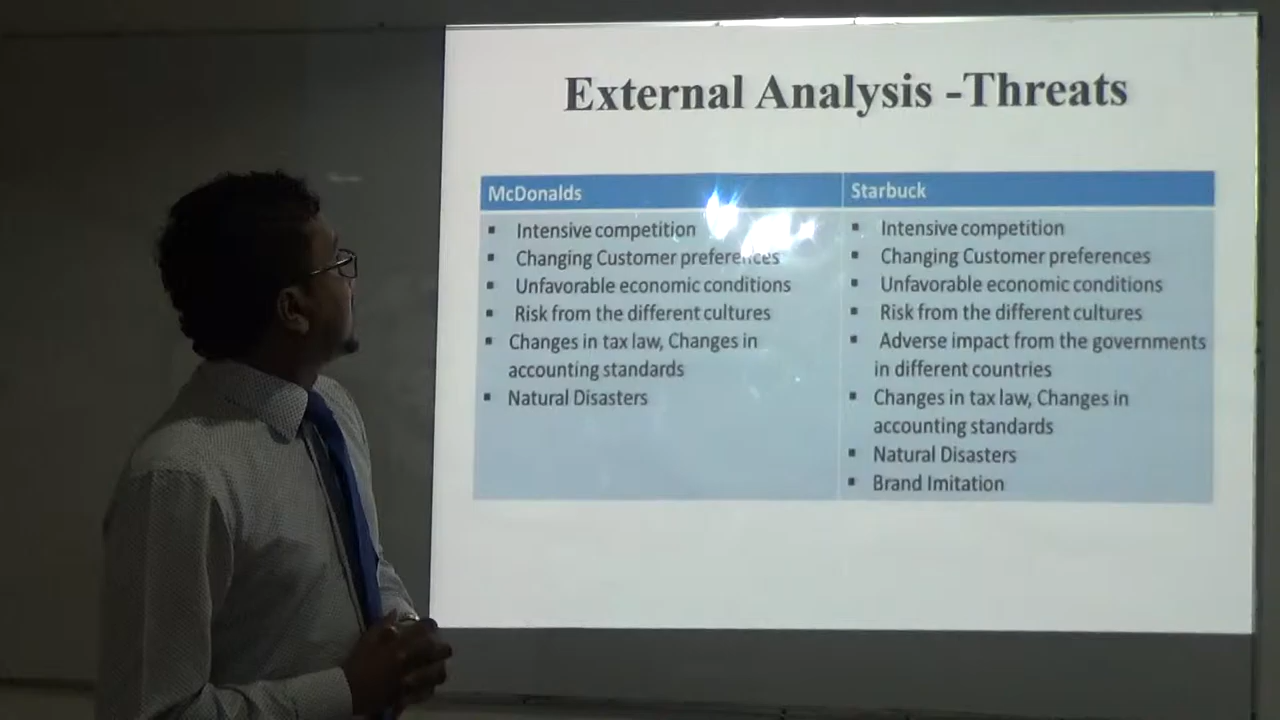 External Analysis -Threats
McDonalds
▪ Intensive competition
▪ Changing Customer preferences
▪ Unfavorable economic conditions
▪ Risk from the different cultures
▪ Changes in tax law, Changes in
accounting standards
▪ Natural Disasters
Starbuck
▪ Intensive competition
▪ Changing Customer preferences
▪ Unfavorable economic conditions
▪ Risk from the different cultures
▪ Adverse impact from the governments
in different countries
▪ Changes in tax law, Changes in
accounting standards
▪ Natural Disasters
▪ Brand Imitation